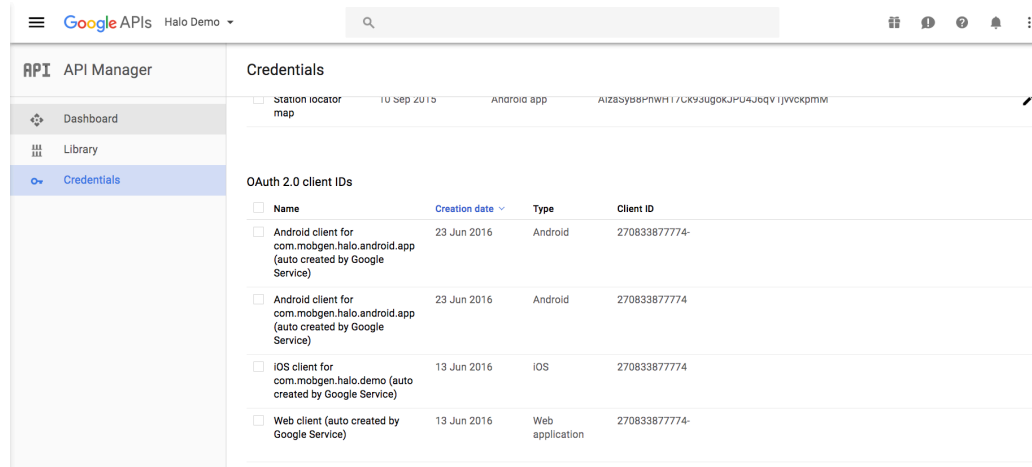 Google APIs Halo Demo
API API Manager
Credentials
Dashboard
Library
Credentials
Station locator 10 Sep 2015 Android app
map
OAuth 2.0 client IDs
Name Creation date Type Client ID
Android client for 23 Jun 2016 Android 270833877774-
com.mobgen.halo.android.app
(auto created by Google
Service)
Android client for 23 Jun 2016 Android 270833877774
com.mobgen.halo.android.app
(auto created by Google
Service)
iOS client for 13 Jun 2016 iOS 270833877774
com.mobgen.halo.demo (auto
created by Google Service)
Web client (auto created by 13 Jun 2016 Web 270833877774-
Google Service) application